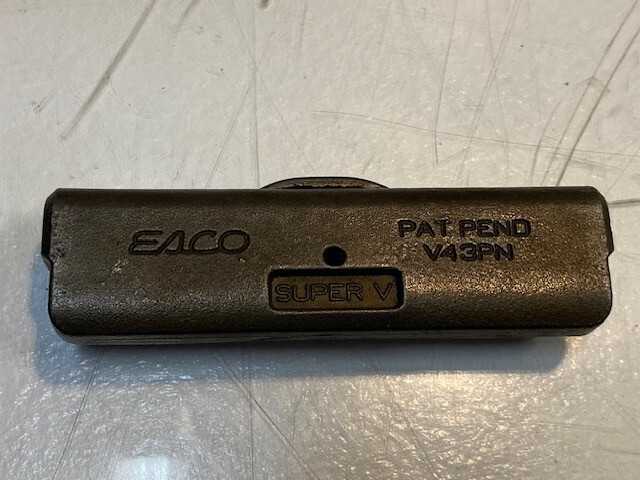 EACO
PAT. PEND
V43PN
SUPER V